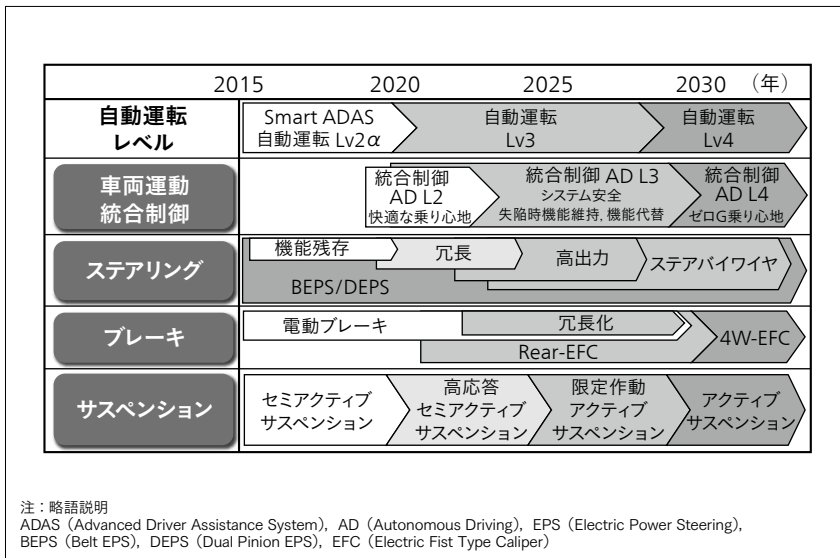 2015 2020 2025 2030 （年）
自動運転
レベル
Smart ADAS
自動運転 Lv2α
自動運転
Lv3
自動運転
Lv4
車両運動
統合制御
統合制御
AD L2
快適な乗り心地
統合制御 AD L3
システム安全
失陥時機能維持, 機能代替
統合制御
AD L4
ゼロG乗り心地
ステアリング
機能残存
冗長
高出力
ステアバイワイヤ
BEPS/DEPS
ブレーキ
電動ブレーキ
冗長化
Rear-EFC
4W-EFC
サスペンション
セミアクティブ
サスペンション
高応答
セミアクティブ
サスペンション
限定作動
アクティブ
サスペンション
アクティブ
サスペンション
注：略語説明
ADAS（Advanced Driver Assistance System），AD（Autonomous Driving），EPS（Electric Power Steering），
BEPS（Belt EPS），DEPS（Dual Pinion EPS），EFC（Electric Fist Type Caliper）